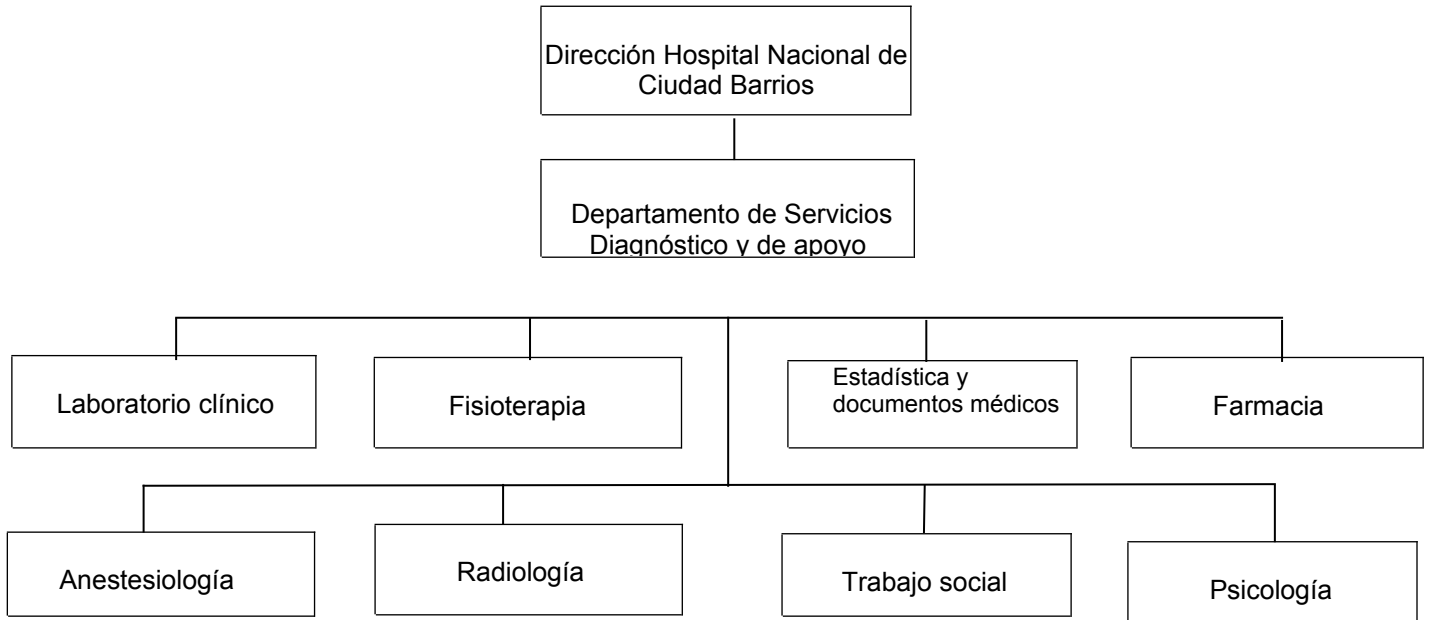 Dirección Hospital Nacional de
Ciudad Barrios
Departamento de Servicios
Diagnóstico y de apoyo
Laboratorio clínico
Fisioterapia
Estadística y
documentos médicos
Farmacia
Anestesiología
Radiología
Trabajo social
Psicología